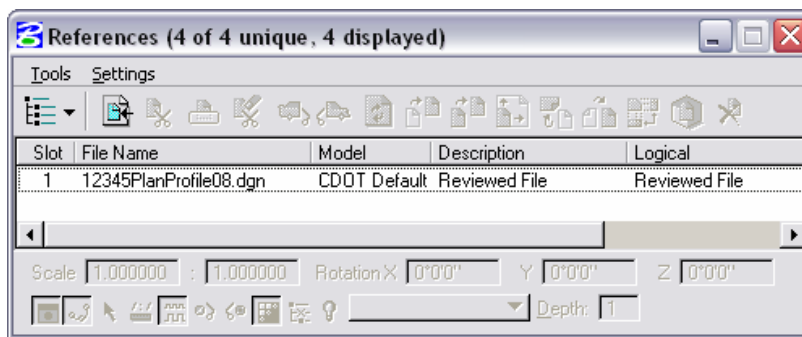 References (4 of 4 unique, 4 displayed)
Tools Settings
Slot File Name Model Description Logical
1 12345PlanProfile08.dgn CDOT Default Reviewed File Reviewed File
Scale 1.000000 : 1.000000 Rotation X 0°0'0" Y 0°0'0" Z 0°0'0"
Depth: 1